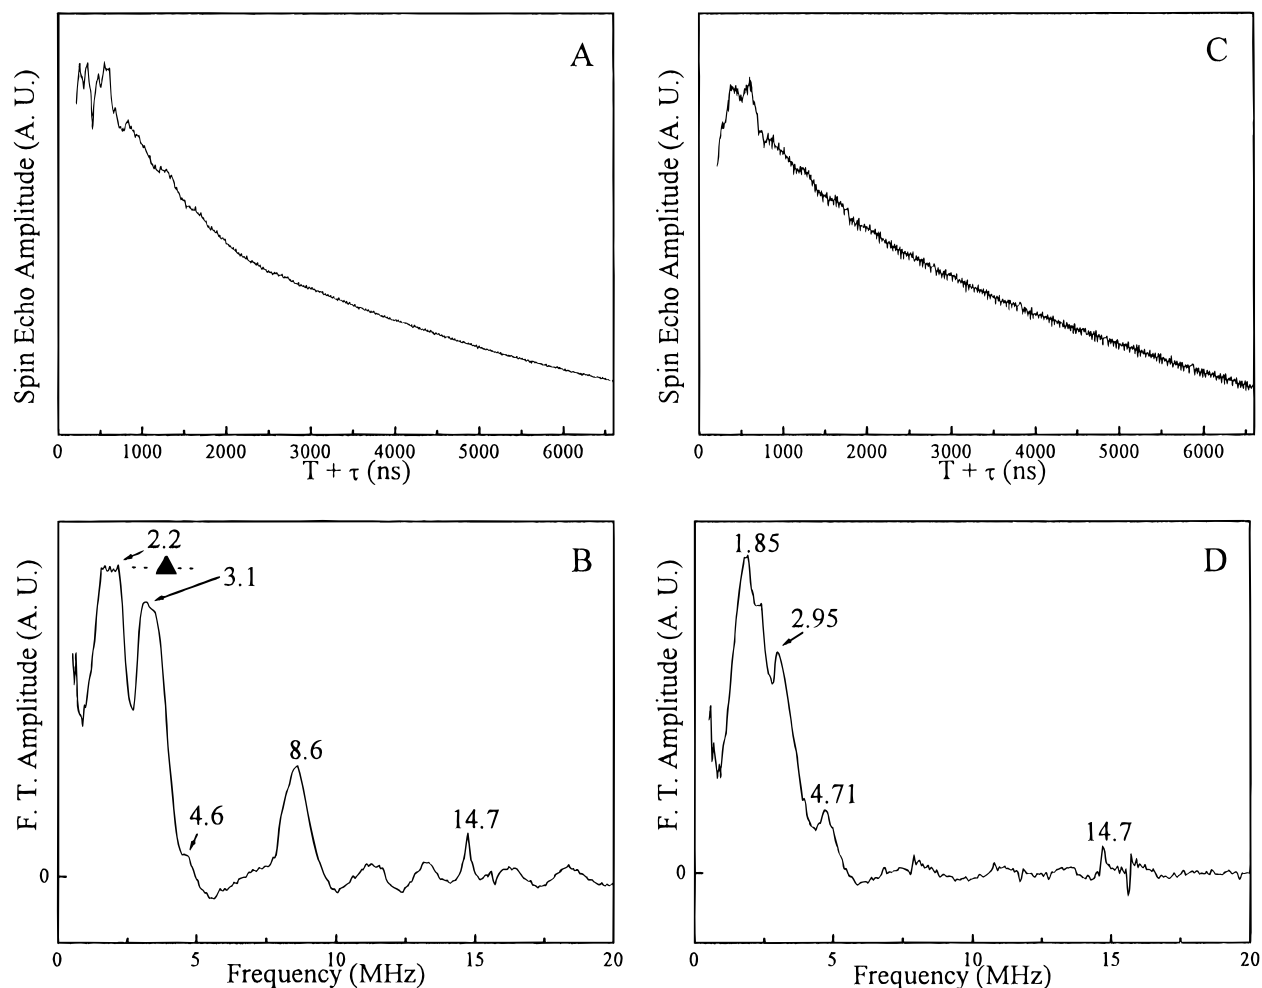 A
Spin Echo Amplitude (A. U.)
0 1000 2000 3000 4000 5000 6000
T + τ (ns)
C
Spin Echo Amplitude (A. U.)
0 1000 2000 3000 4000 5000 6000
T + τ (ns)
B
2.2
3.1
8.6
4.6
14.7
F. T. Amplitude (A. U.)
0
0 5 10 15 20
Frequency (MHz)
D
1.85
2.95
4.71
14.7
F. T. Amplitude (A. U.)
0
0 5 10 15 20
Frequency (MHz)